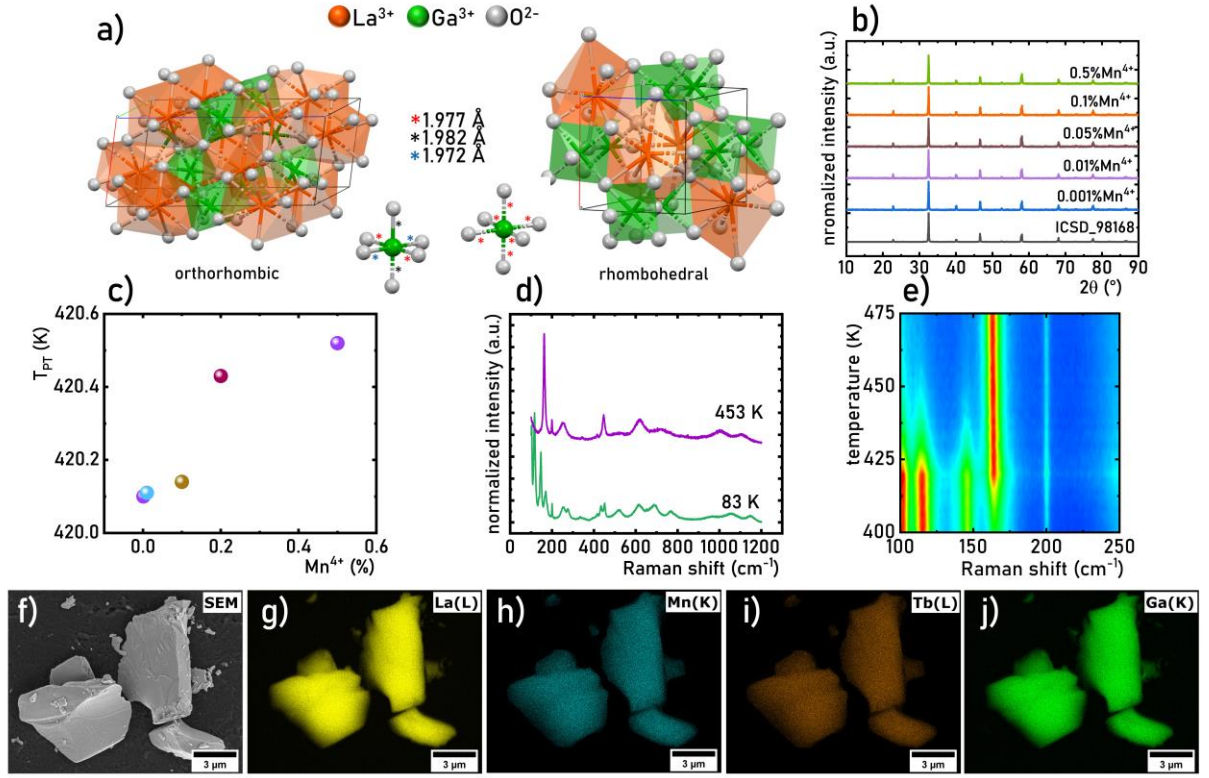 La³⁺ Ga³⁺ O²⁻
a)
*1.977 Å
*1.982 Å
*1.972 Å
orthorhombic
rhombohedral
b)
nromalized intensity (a.u.)
0.5%Mn⁴⁺
0.1%Mn⁴⁺
0.05%Mn⁴⁺
0.01%Mn⁴⁺
0.001%Mn⁴⁺
ICSD_98168
10 20 30 40 50 60 70 80 90
2θ (°)
c)
T_PT (K)
420.6
420.4
420.2
420.0
0.0 0.2 0.4 0.6
Mn⁴⁺ (%)
d)
normalized intensity (a.u.)
453 K
83 K
0 200 400 600 800 1000 1200
Raman shift (cm⁻¹)
e)
temperature (K)
475
450
425
400
100 150 200 250
Raman shift (cm⁻¹)
f) SEM
3 µm
g) La(L)
3 µm
h) Mn(K)
3 µm
i) Tb(L)
3 µm
j) Ga(K)
3 µm